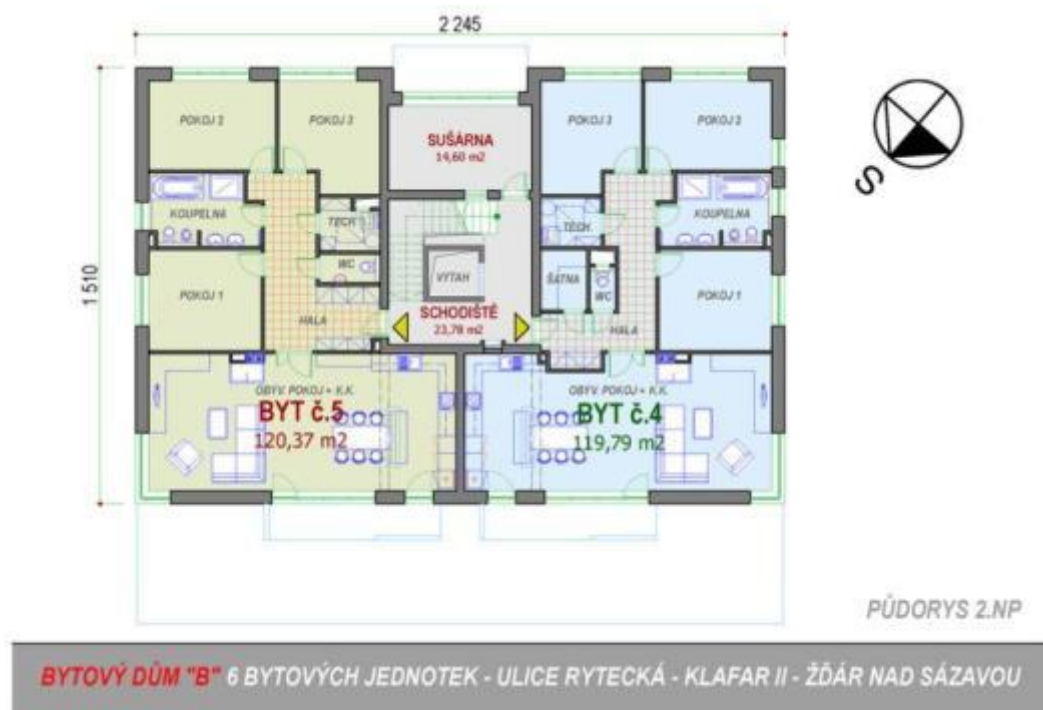 2 245
1 510
POKOJ 2
POKOJ 3
SUŠÁRNA
14,60 m2
POKOJ 3
POKOJ 2
S
KOUPELNA
TECH.
TECH.
KOUPELNA
WC
VÝTAH
ŠATNA
WC
POKOJ 1
POKOJ 1
HALA
SCHODIŠTĚ
23,78 m2
HALA
OBYV. POKOJ + K.K.
BYT č.5
120,37 m2
OBYV. POKOJ + K.K.
BYT č.4
119,79 m2
PŮDORYS 2.NP
BYTOVÝ DŮM "B" 6 BYTOVÝCH JEDNOTEK - ULICE RYTECKÁ - KLAFAR II - ŽĎÁR NAD SÁZAVOU